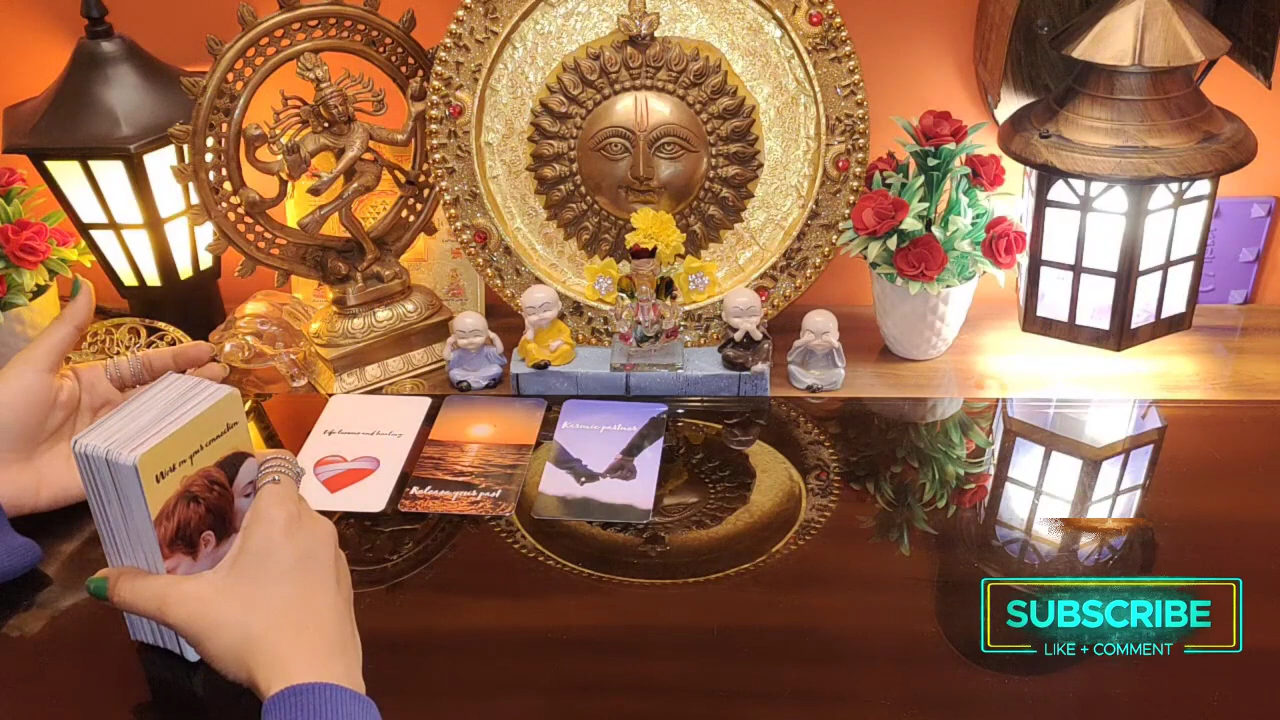 Work on your connection
Life lessons and healing
Release your past
Karmic partner
SUBSCRIBE
LIKE + COMMENT